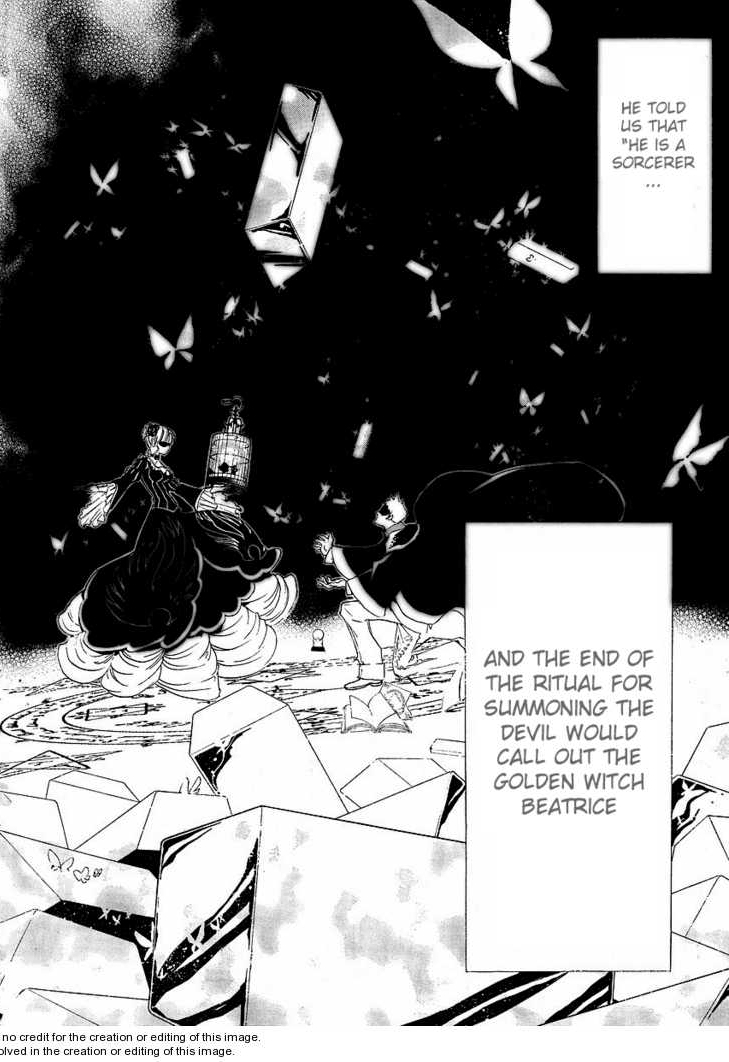 HE TOLD
US THAT
"HE IS A
SORCERER
...
AND THE END OF
THE RITUAL FOR
SUMMONING THE
DEVIL WOULD
CALL OUT THE
GOLDEN WITCH
BEATRICE
no credit for the creation or editing of this image.
olved in the creation or editing of this image.